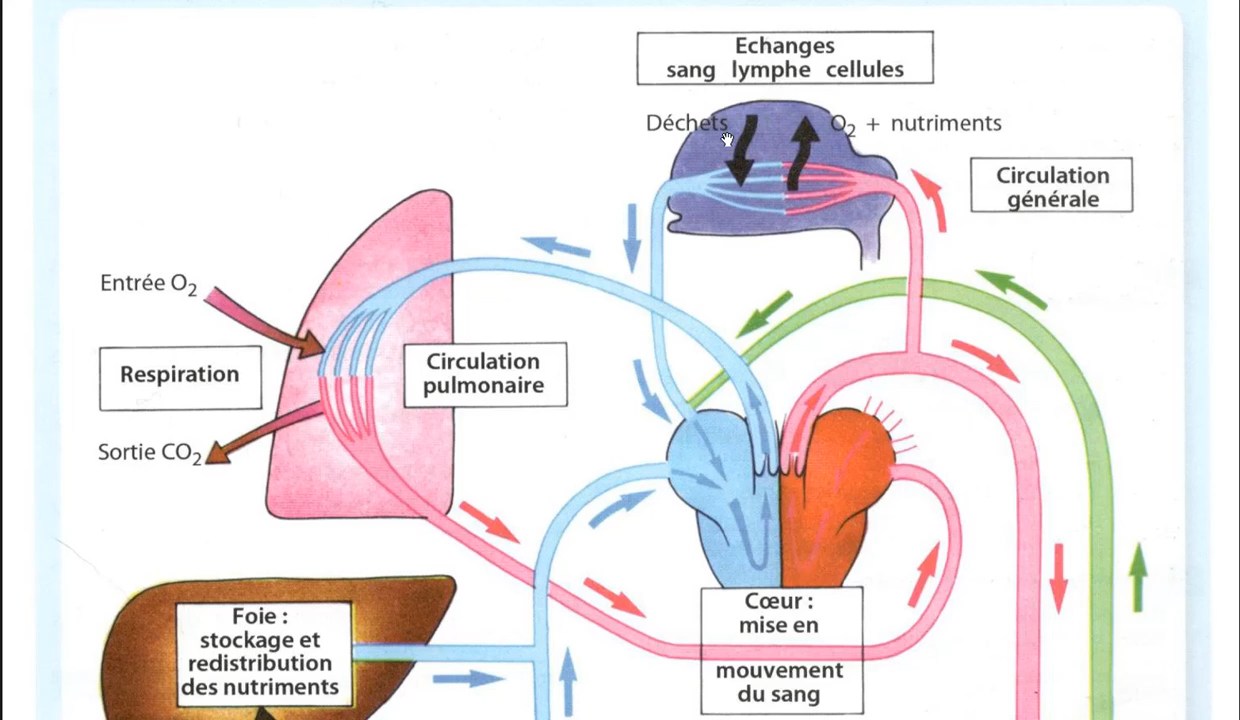 Echanges
sang lymphe cellules
Déchets
O2 + nutriments
Circulation
générale
Entrée O2
Respiration
Circulation
pulmonaire
Sortie CO2
Foie :
stockage et
redistribution
des nutriments
Cœur :
mise en
mouvement
du sang